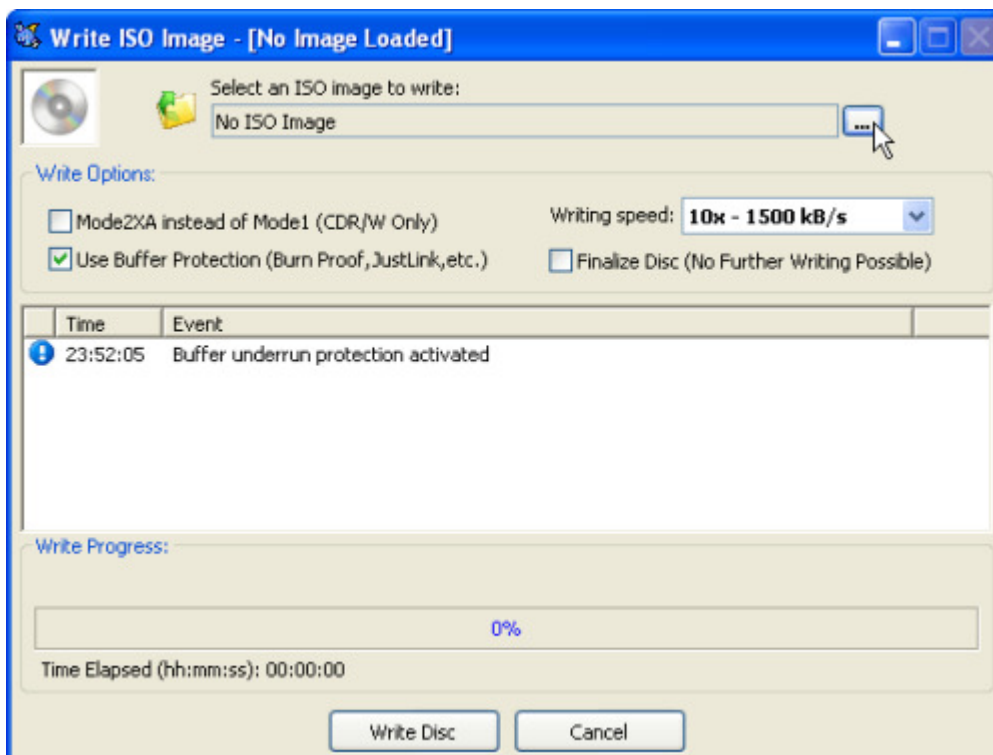 Write ISO Image - [No Image Loaded]
Select an ISO image to write:
No ISO Image
...
Write Options:
Mode2XA instead of Mode1 (CDR/W Only)
Writing speed: 10x - 1500 kB/s
Use Buffer Protection (Burn Proof,JustLink,etc.)
Finalize Disc (No Further Writing Possible)
Time Event
23:52:05 Buffer underrun protection activated
Write Progress:
0%
Time Elapsed (hh:mm:ss): 00:00:00
Write Disc Cancel